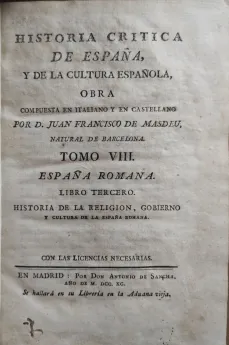 HISTORIA CRITICA
DE ESPAÑA,
Y DE LA CULTURA ESPAÑOLA,
OBRA
COMPUESTA EN ITALIANO Y EN CASTELLANO
POR D. JUAN FRANCISCO DE MASDEU,
NATURAL DE BARCELONA.
TOMO VIII.
ESPAÑA ROMANA.
LIBRO TERCERO.
HISTORIA DE LA RELIGION, GOBIERNO
Y CULTURA DE LA ESPAÑA ROMANA.
CON LAS LICENCIAS NECESARIAS.
EN MADRID: POR DON ANTONIO DE SANCHA,
AÑO DE M. DCC. XC.
Se hallará en su Librería en la Aduana vieja.